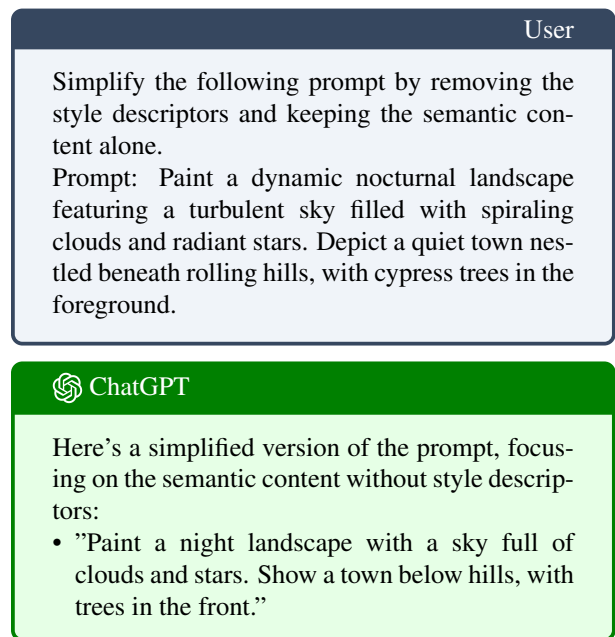 User
Simplify the following prompt by removing the
style descriptors and keeping the semantic con-
tent alone.
Prompt: Paint a dynamic nocturnal landscape
featuring a turbulent sky filled with spiraling
clouds and radiant stars. Depict a quiet town nes-
tled beneath rolling hills, with cypress trees in the
foreground.
ChatGPT
Here's a simplified version of the prompt, focus-
ing on the semantic content without style descrip-
tors:
• ”Paint a night landscape with a sky full of
clouds and stars. Show a town below hills, with
trees in the front.”